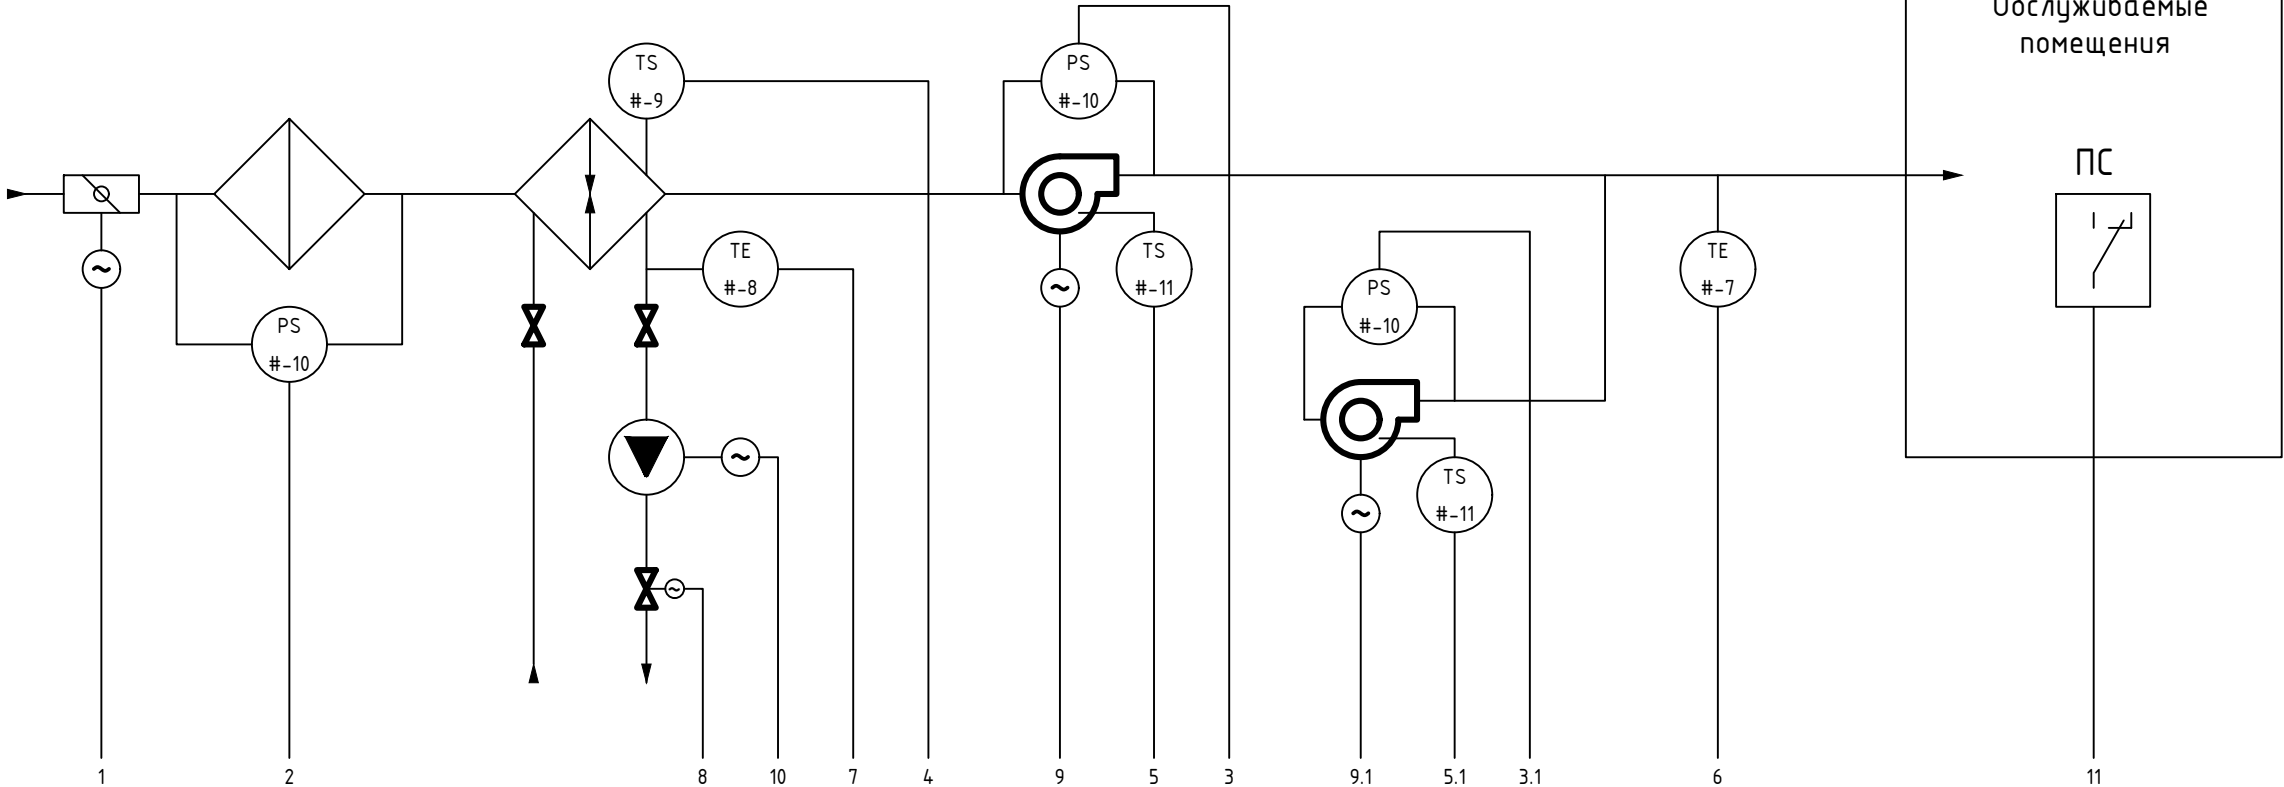 Обслуживаемые
помещения
TS
#-9
PS
#-10
ПС
TE
#-8
TS
#-11
TE
#-7
PS
#-10
PS
#-10
TS
#-11
1
2
8
10
7
4
9
5
3
9.1
5.1
3.1
6
11